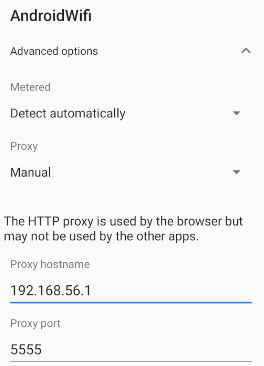 AndroidWifi
Advanced options
Metered
Detect automatically
Proxy
Manual
The HTTP proxy is used by the browser but
may not be used by the other apps.
Proxy hostname
192.168.56.1
Proxy port
5555